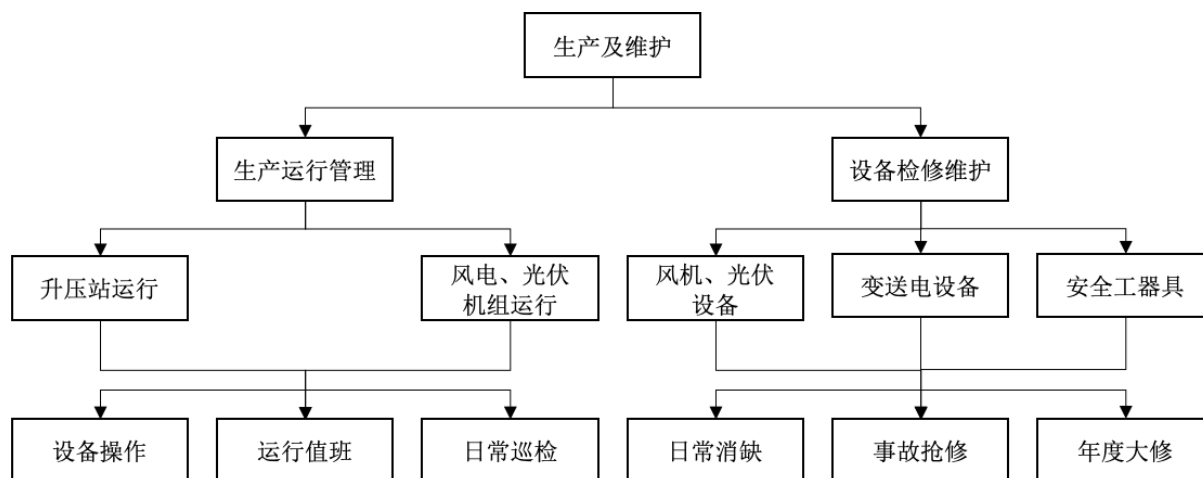 生产及维护
生产运行管理
设备检修维护
升压站运行
风电、光伏
机组运行
风机、光伏
设备
变送电设备
安全工器具
设备操作
运行值班
日常巡检
日常消缺
事故抢修
年度大修